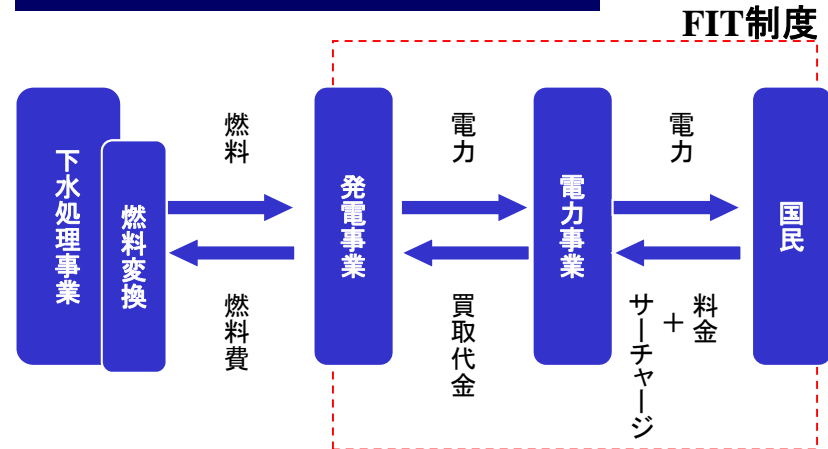 FIT制度
下水処理事業
燃料変換
燃料
燃料費
発電事業
電力
買取代金
電力事業
電力
料金
＋
サーチャージ
国民